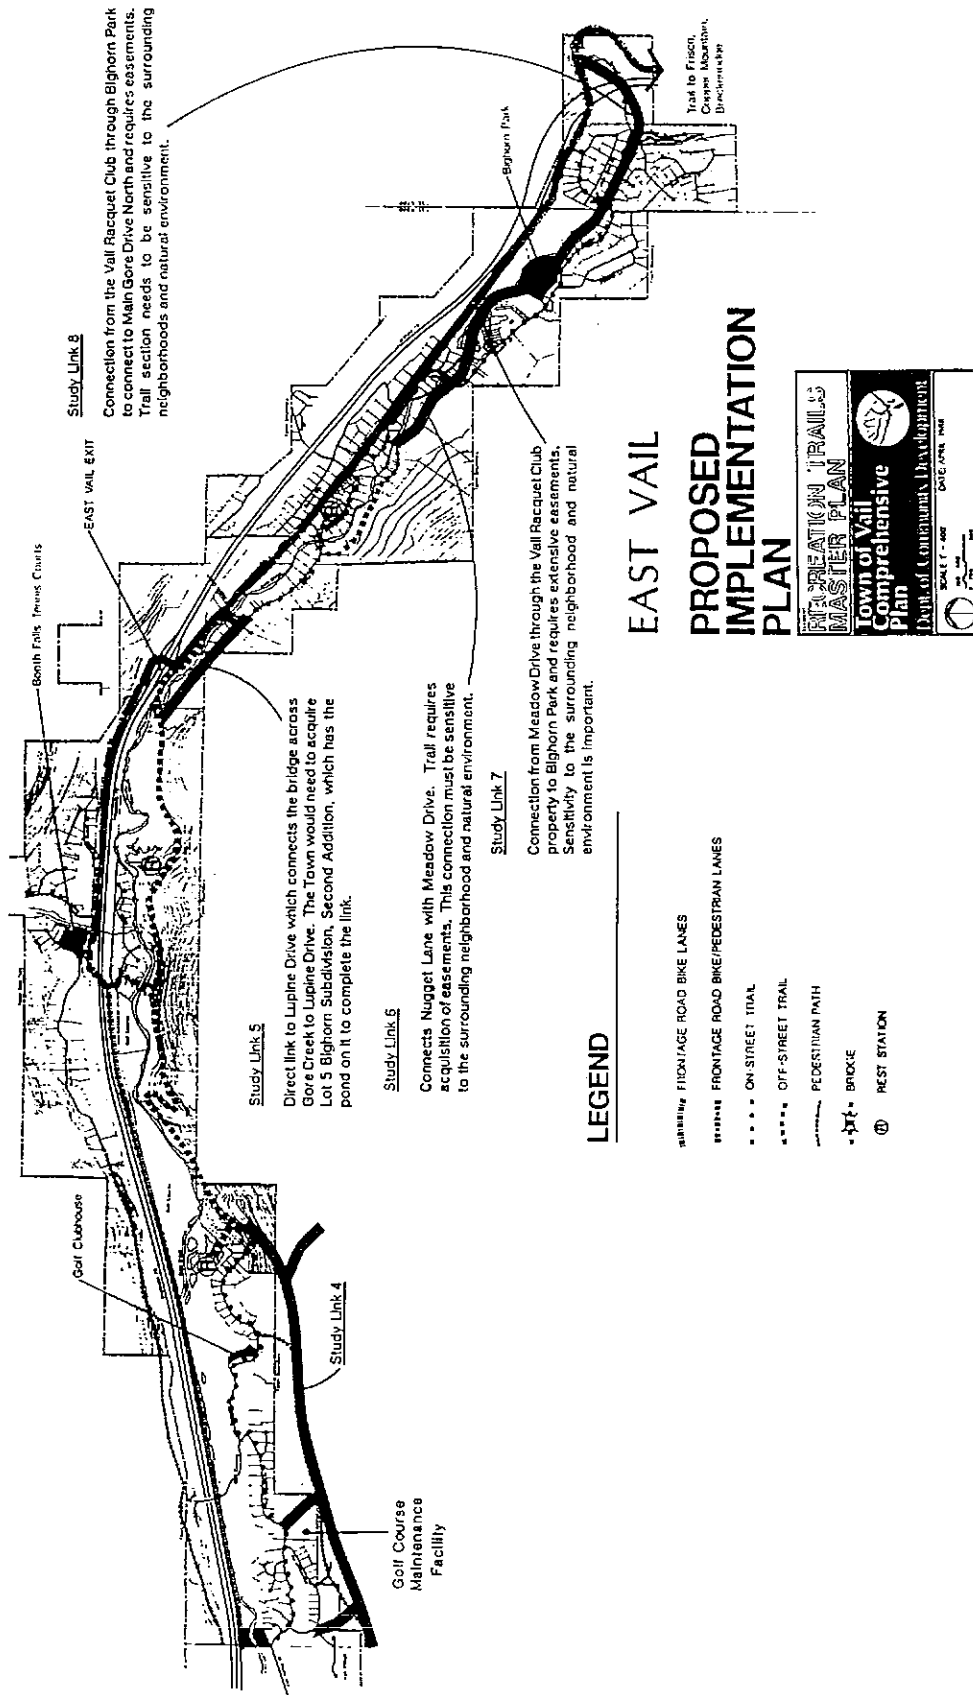 Study Link 8
Connection from the Vail Racquet Club through Bighorn Park
to connect to Main Gore Drive North and requires easements.
Trail section needs to be sensitive to the surrounding
neighborhoods and natural environment.
EAST VAIL EXIT
Booth Falls Tennis Courts
Golf Clubhouse
Bighorn Park
Trail to Frisco,
Copper Mountain,
Breckenridge
Study Link 5
Direct link to Lupine Drive which connects the bridge across
Gore Creek to Lupine Drive. The Town would need to acquire
Lot 5 Bighorn Subdivision, Second Addition, which has the
pond on it to complete the link.
Study Link 6
Connects Nugget Lane with Meadow Drive. Trail requires
acquisition of easements. This connection must be sensitive
to the surrounding neighborhood and natural environment.
Study Link 7
Connection from Meadow Drive through the Vail Racquet Club
property to Bighorn Park and requires extensive easements.
Sensitivity to the surrounding neighborhood and natural
environment is important.
Study Link 4
Golf Course
Maintenance
Facility
LEGEND
FRONTAGE ROAD BIKE LANES
FRONTAGE ROAD BIKE/PEDESTRIAN LANES
ON-STREET TRAIL
OFF-STREET TRAIL
PEDESTRIAN PATH
BRIDGE
R REST STATION
EAST VAIL
PROPOSED
IMPLEMENTATION
PLAN
RECREATION TRAILS
MASTER PLAN
Town of Vail
Comprehensive
Plan
Dept. of Community Development
SCALE 1" = 400' DATE: APRIL 1988